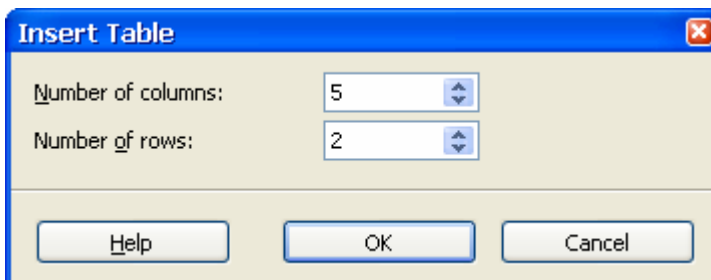 Insert Table
Number of columns: 5
Number of rows: 2
Help OK Cancel